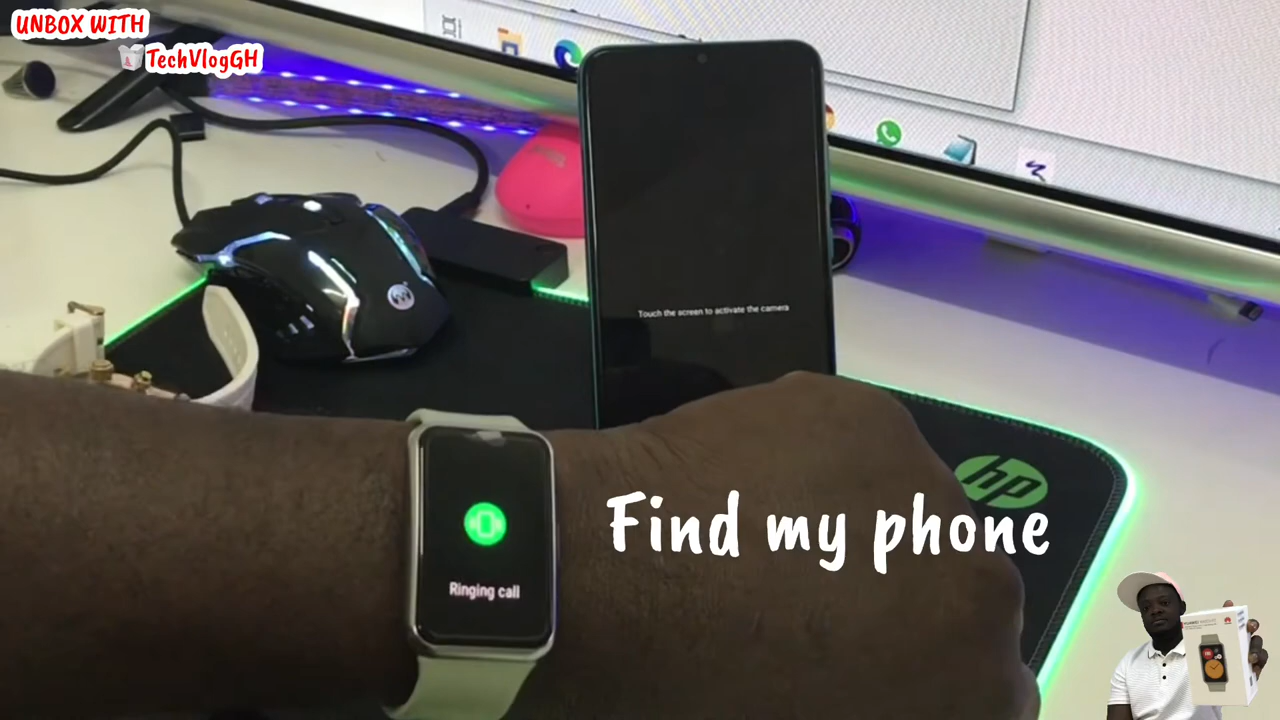 UNBOX WITH
TechVlogGH
Touch the screen to activate the camera
hp
Find my phone
Ringing call